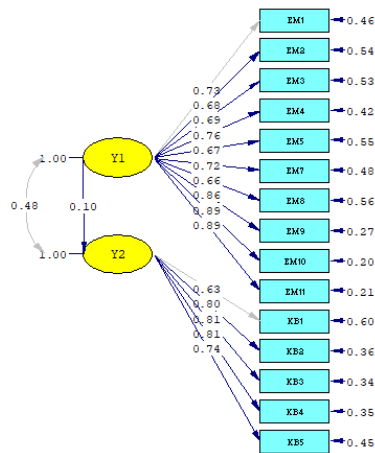 EM1 0.46
EM2 0.54
EM3 0.53
EM4 0.42
EM5 0.55
EM7 0.48
EM8 0.56
EM9 0.27
EM10 0.20
EM11 0.21
KB1 0.60
KB2 0.36
KB3 0.34
KB4 0.35
KB5 0.45
0.73
0.68
0.69
0.76
0.67
0.72
0.66
0.86
0.89
0.89
1.00 Y1
0.48 0.10
1.00 Y2
0.63
0.80
0.81
0.81
0.74